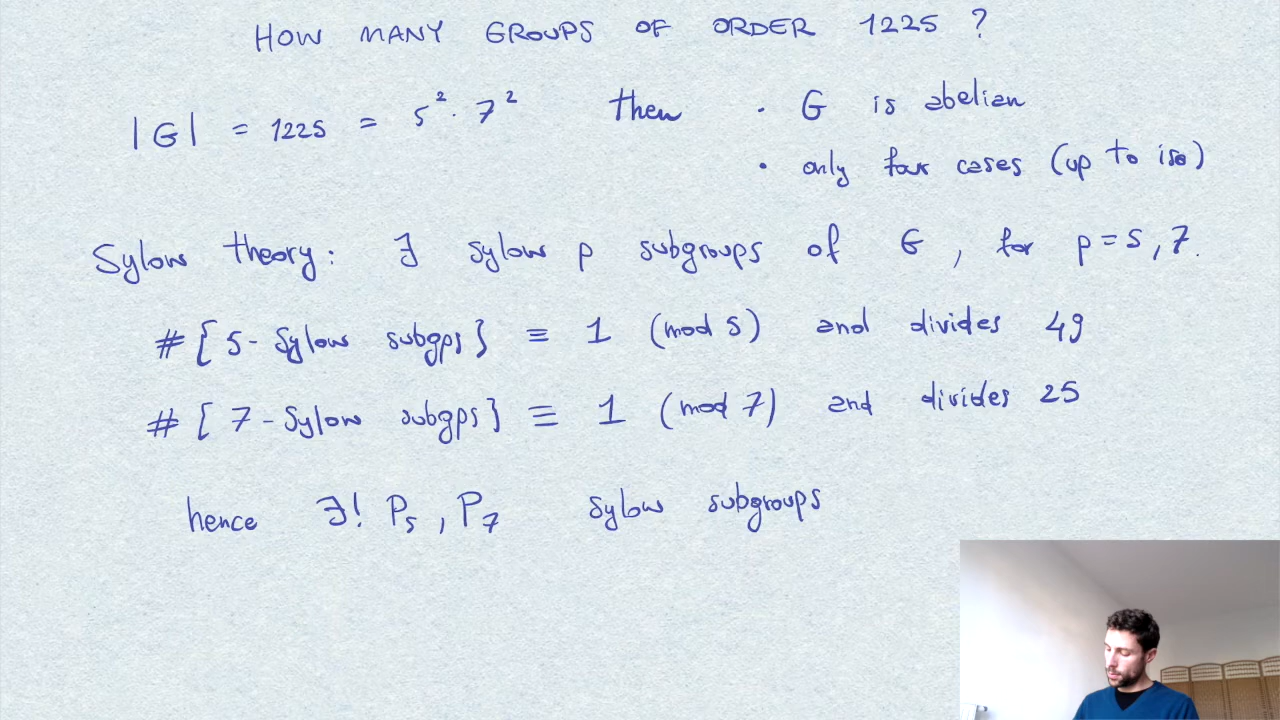 HOW MANY GROUPS OF ORDER 1225 ?
|G| = 1225 = 5² · 7² then · G is abelian
· only four cases (up to iso)
Sylow theory: ∃ sylow p subgroups of G, for p=5,7.
# { 5-Sylow subgps } ≡ 1 (mod 5) and divides 49
# { 7-Sylow subgps } ≡ 1 (mod 7) and divides 25
hence ∃! P₅, P₇ Sylow subgroups